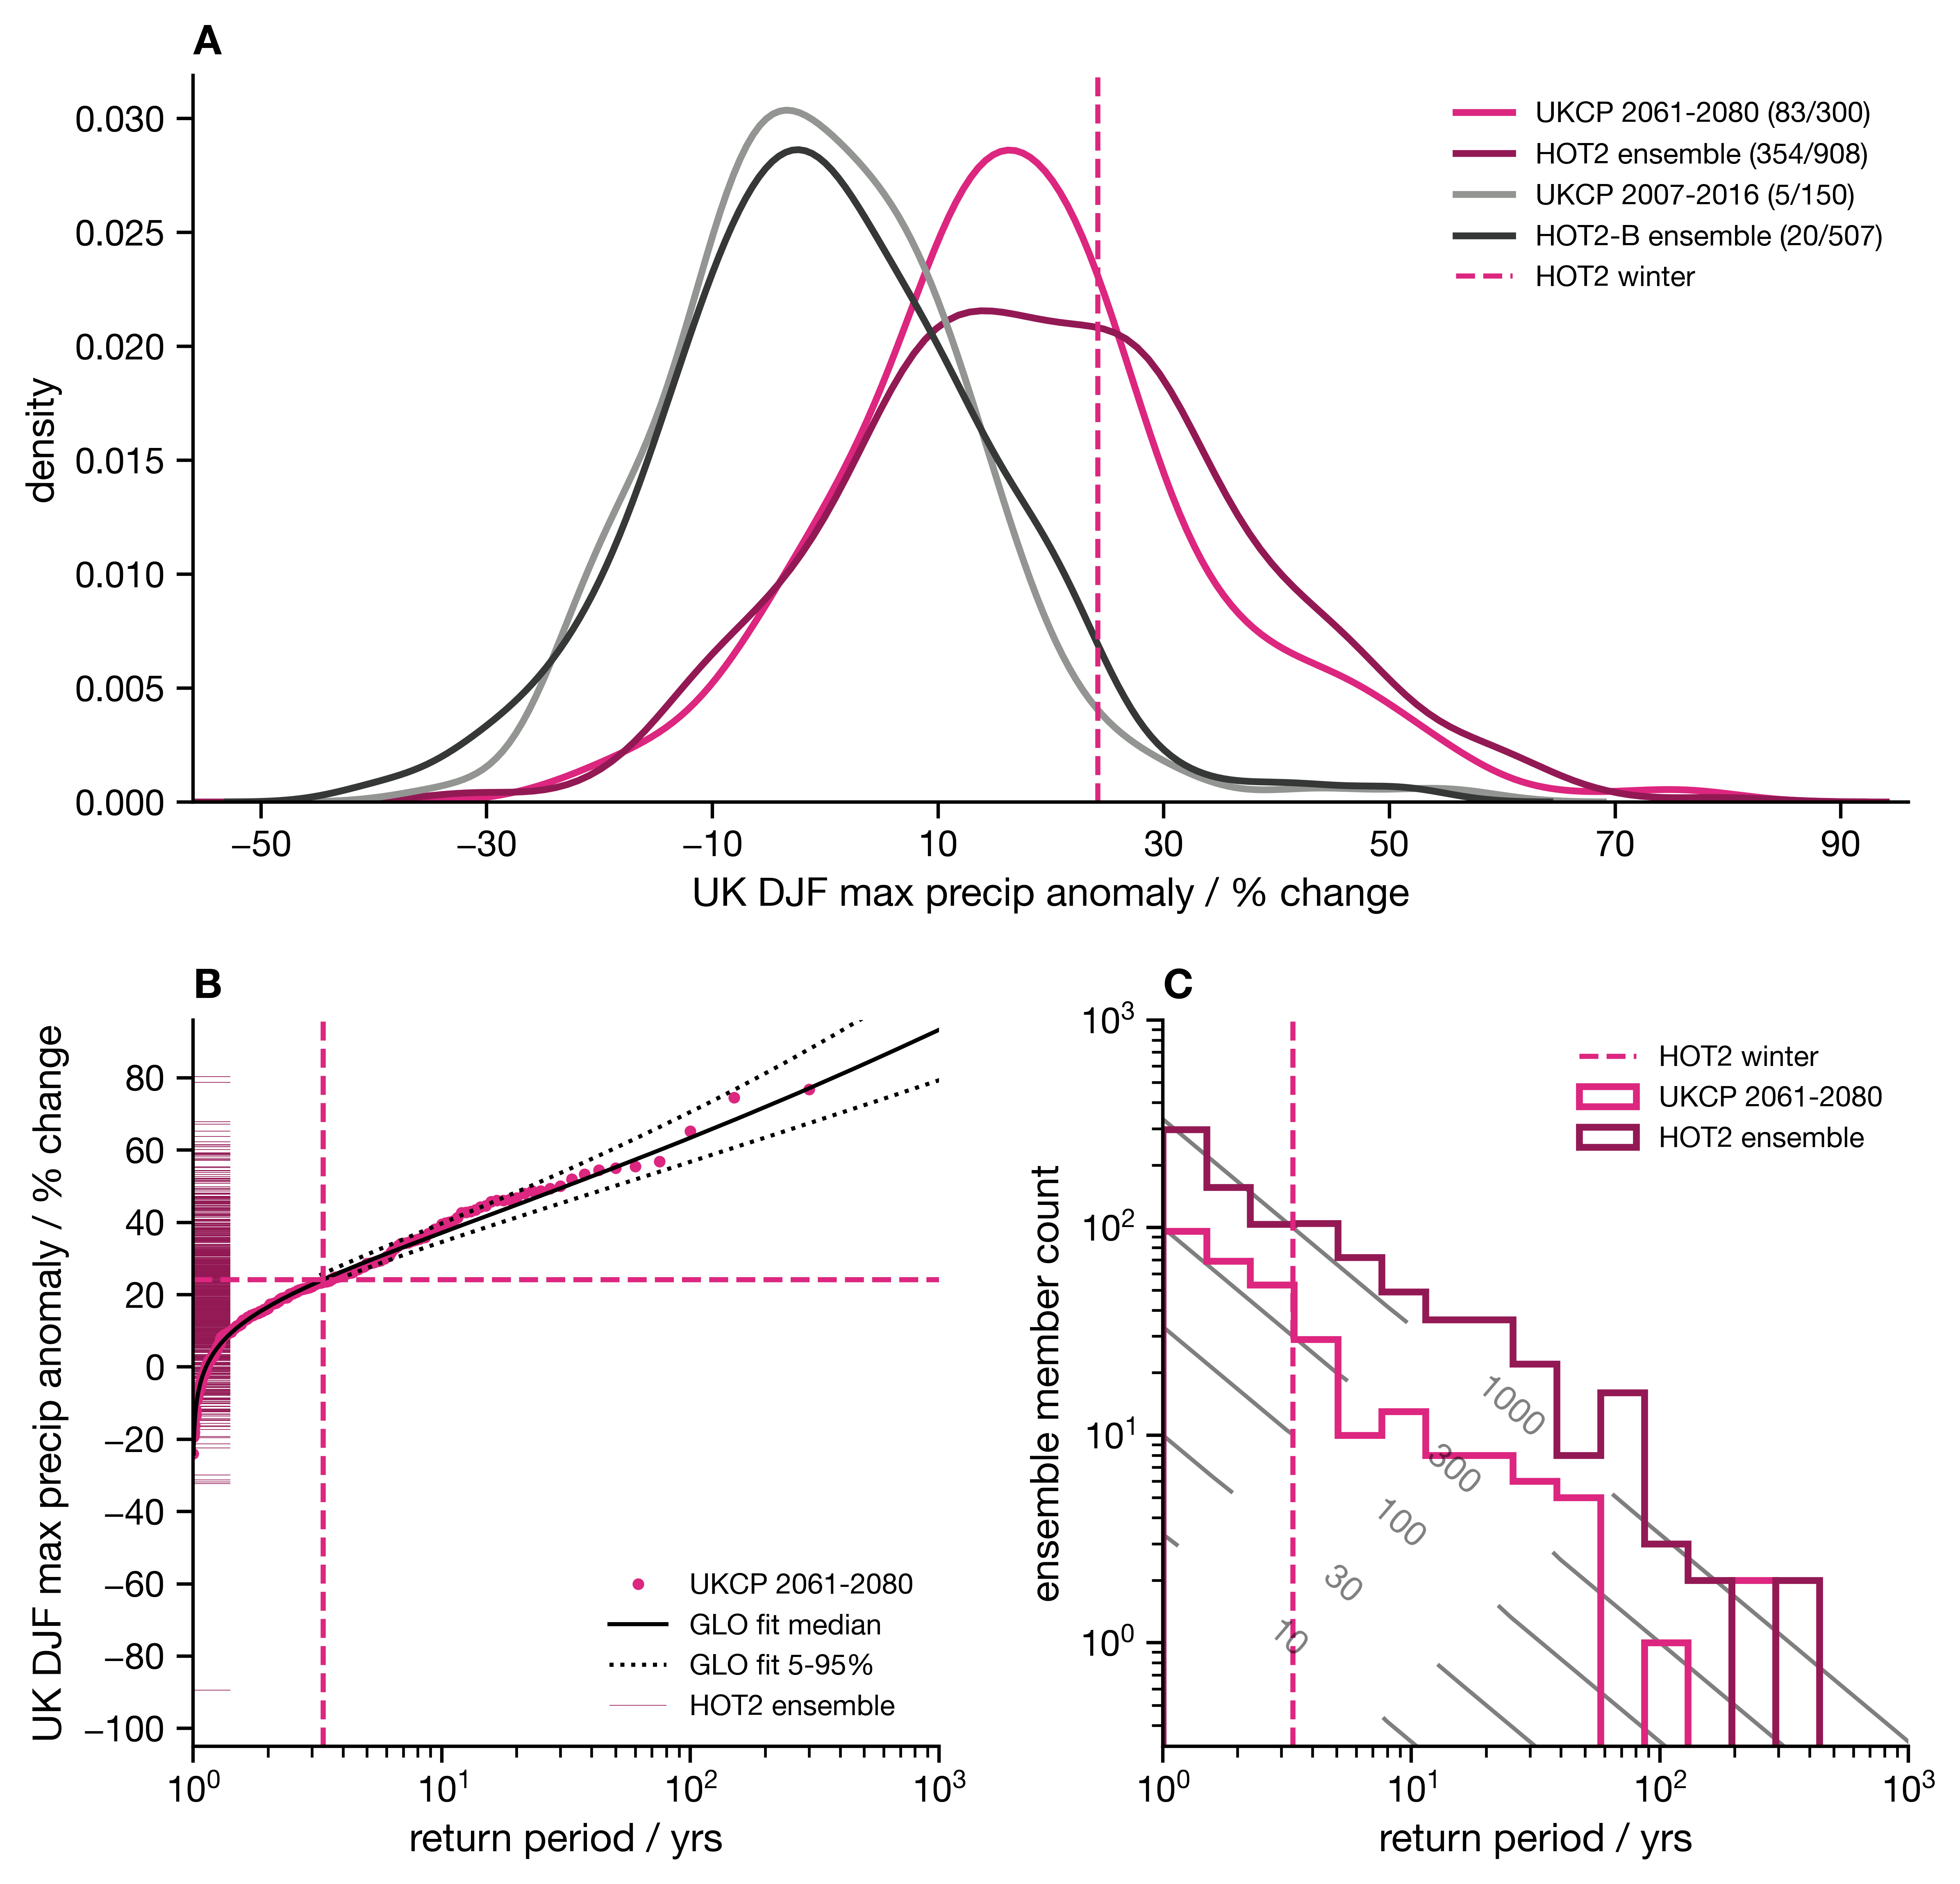 A
0.030
0.025
0.020
0.015
0.010
0.005
0.000
density
−50 −30 −10 10 30 50 70 90
UK DJF max precip anomaly / % change
UKCP 2061-2080 (83/300)
HOT2 ensemble (354/908)
UKCP 2007-2016 (5/150)
HOT2-B ensemble (20/507)
HOT2 winter
B
80
60
40
20
0
−20
−40
−60
−80
−100
UK DJF max precip anomaly / % change
UKCP 2061-2080
GLO fit median
GLO fit 5-95%
HOT2 ensemble
10⁰ 10¹ 10² 10³
return period / yrs
C
10³
10²
10¹
10⁰
ensemble member count
HOT2 winter
UKCP 2061-2080
HOT2 ensemble
1000
300
100
30
10
10⁰ 10¹ 10² 10³
return period / yrs